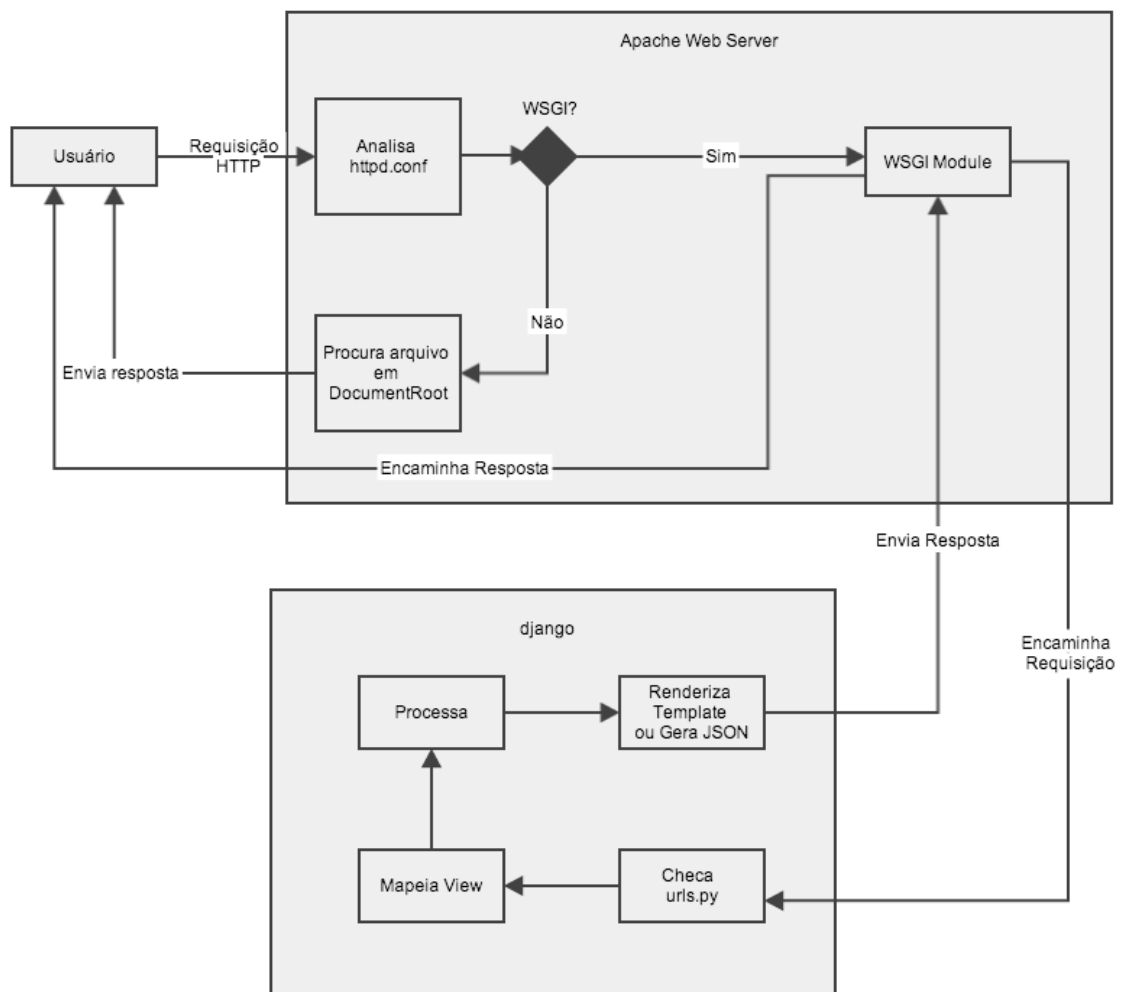 Apache Web Server
WSGI?
Usuário
Requisição
HTTP
Analisa
httpd.conf
Sim
WSGI Module
Não
Procura arquivo
em
DocumentRoot
Envia resposta
Encaminha Resposta
Envia Resposta
django
Encaminha
Requisição
Processa
Renderiza
Template
ou Gera JSON
Mapeia View
Checa
urls.py